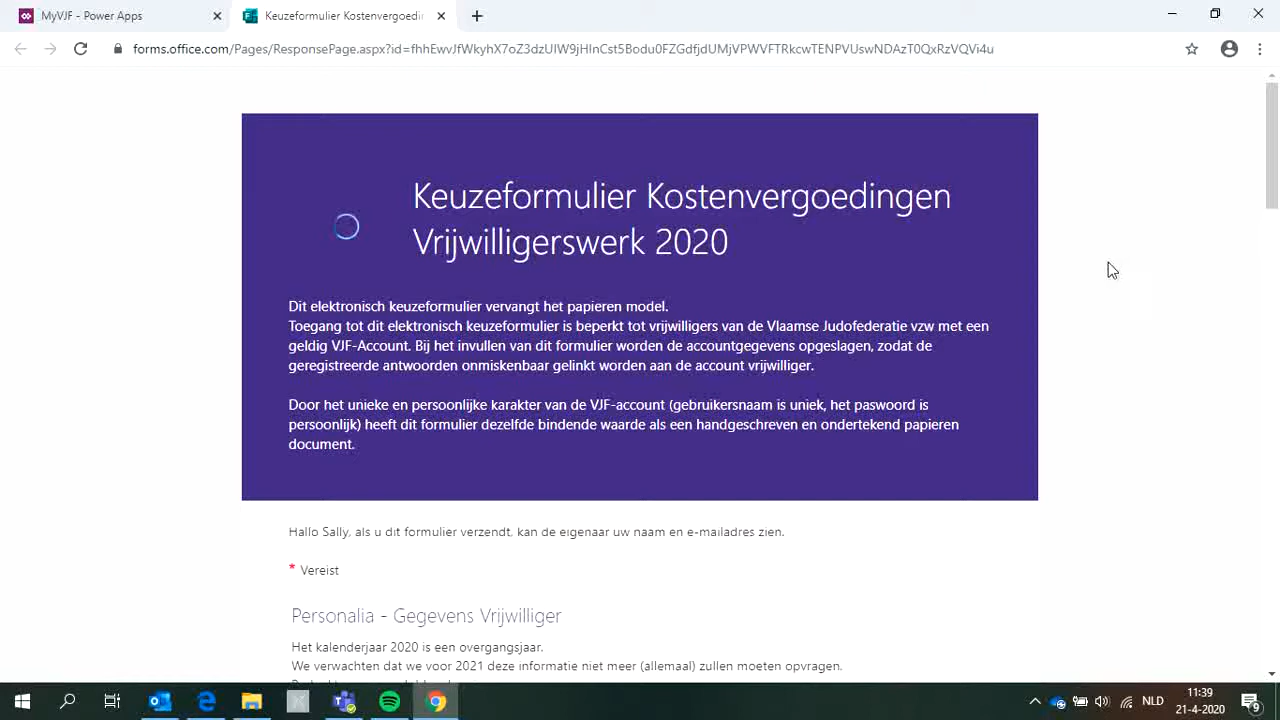 MyVJF - Power Apps
Keuzeformulier Kostenvergoedin
forms.office.com/Pages/ResponsePage.aspx?id=fhhEwvJfWkyhX7oZ3dzUIW9jHInCst5Bodu0FZGdfjdUMjVPWVFTRkcwTENPVUswNDAzT0QxRzVQVi4u
Keuzeformulier Kostenvergoedingen
Vrijwilligerswerk 2020
Dit elektronisch keuzeformulier vervangt het papieren model.
Toegang tot dit elektronisch keuzeformulier is beperkt tot vrijwilligers van de Vlaamse Judofederatie vzw met een
geldig VJF-Account. Bij het invullen van dit formulier worden de accountgegevens opgeslagen, zodat de
geregistreerde antwoorden onmiskenbaar gelinkt worden aan de account vrijwilliger.
Door het unieke en persoonlijke karakter van de VJF-account (gebruikersnaam is uniek, het paswoord is
persoonlijk) heeft dit formulier dezelfde bindende waarde als een handgeschreven en ondertekend papieren
document.
Hallo Sally, als u dit formulier verzendt, kan de eigenaar uw naam en e-mailadres zien.
* Vereist
Personalia - Gegevens Vrijwilliger
Het kalenderjaar 2020 is een overgangsjaar.
We verwachten dat we voor 2021 deze informatie niet meer (allemaal) zullen moeten opvragen.
NLD
11:39
21-4-2020
9